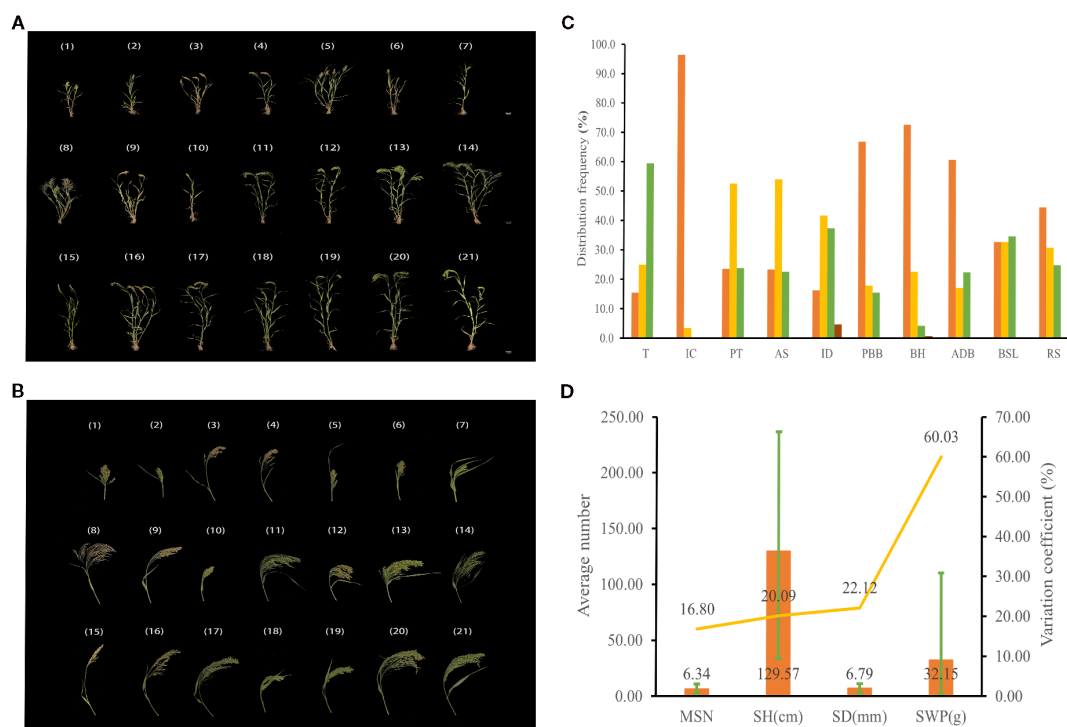 A
(1) (2) (3) (4) (5) (6) (7)
(8) (9) (10) (11) (12) (13) (14)
(15) (16) (17) (18) (19) (20) (21)
B
(1) (2) (3) (4) (5) (6) (7)
(8) (9) (10) (11) (12) (13) (14)
(15) (16) (17) (18) (19) (20) (21)
C
Distribution frequency (%)
100.0
90.0
80.0
70.0
60.0
50.0
40.0
30.0
20.0
10.0
0.0
T IC PT AS ID PBB BH ADB BSL RS
D
Average number
250.00
200.00
150.00
100.00
50.00
0.00
16.80 20.09 22.12 60.03
6.34 129.57 6.79 32.15
MSN SH(cm) SD(mm) SWP(g)
70.00
60.00
50.00
40.00
30.00
20.00
10.00
0.00
Variation coefficient (%)